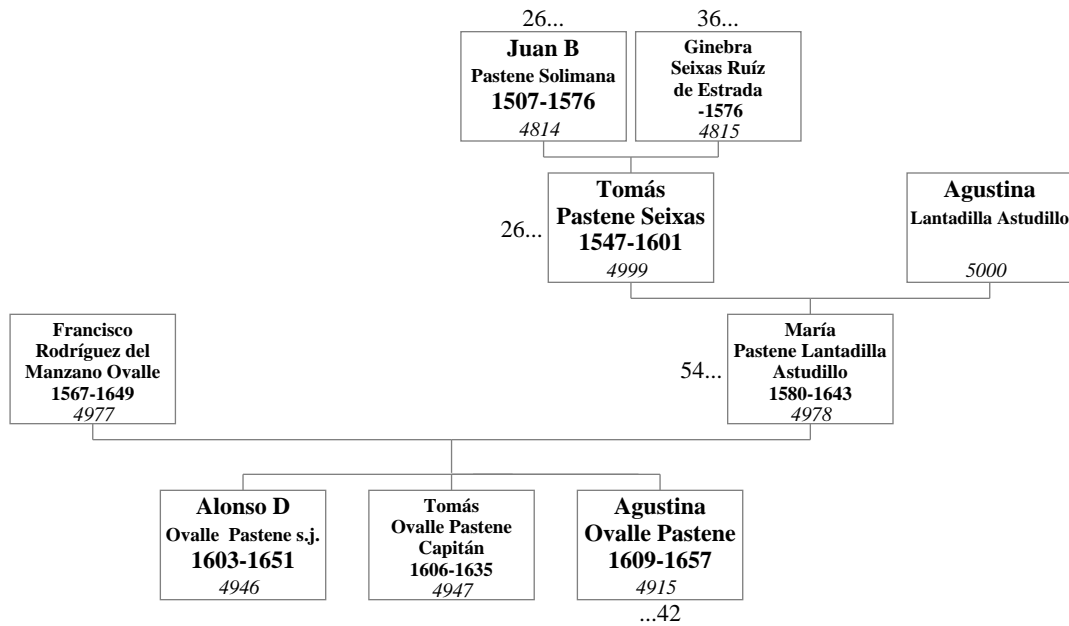 26...
36...
Juan B
Pastene Solimana
1507-1576
4814
Ginebra
Seixas Ruíz
de Estrada
-1576
4815
26...
Tomás
Pastene Seixas
1547-1601
4999
Agustina
Lantadilla Astudillo
5000
Francisco
Rodríguez del
Manzano Ovalle
1567-1649
4977
54...
María
Pastene Lantadilla
Astudillo
1580-1643
4978
Alonso D
Ovalle Pastene s.j.
1603-1651
4946
Tomás
Ovalle Pastene
Capitán
1606-1635
4947
Agustina
Ovalle Pastene
1609-1657
4915
...42